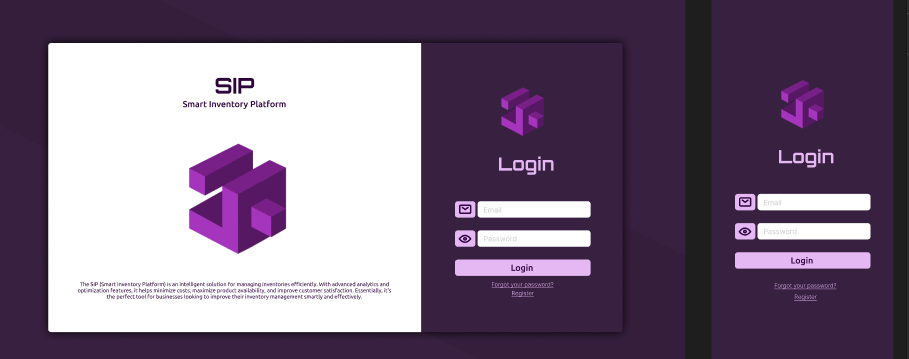 SIP
Smart Inventory Platform
The SIP (Smart Inventory Platform) is an intelligent solution for managing inventories efficiently. With advanced analytics and
optimization features, it helps minimize costs, maximize product availability, and improve customer satisfaction. Essentially, it's
the perfect tool for businesses looking to improve their inventory management smartly and effectively.
Login
Email
Password
Login
Forgot your password?
Register
Login
Email
Password
Login
Forgot your password?
Register